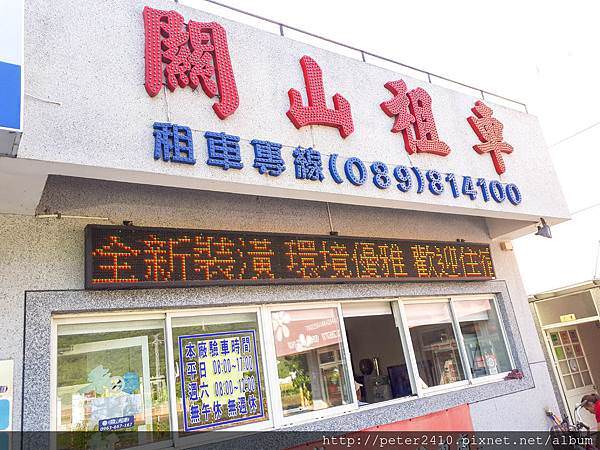 關山租車
租車專線(089)814100
全新裝潢 環境優雅 歡迎住宿
本廠驗車時間
平日 08:00~17:00
週六 08:00~12:00
無午休 無週休
http://peter2410.pixnet.net/album